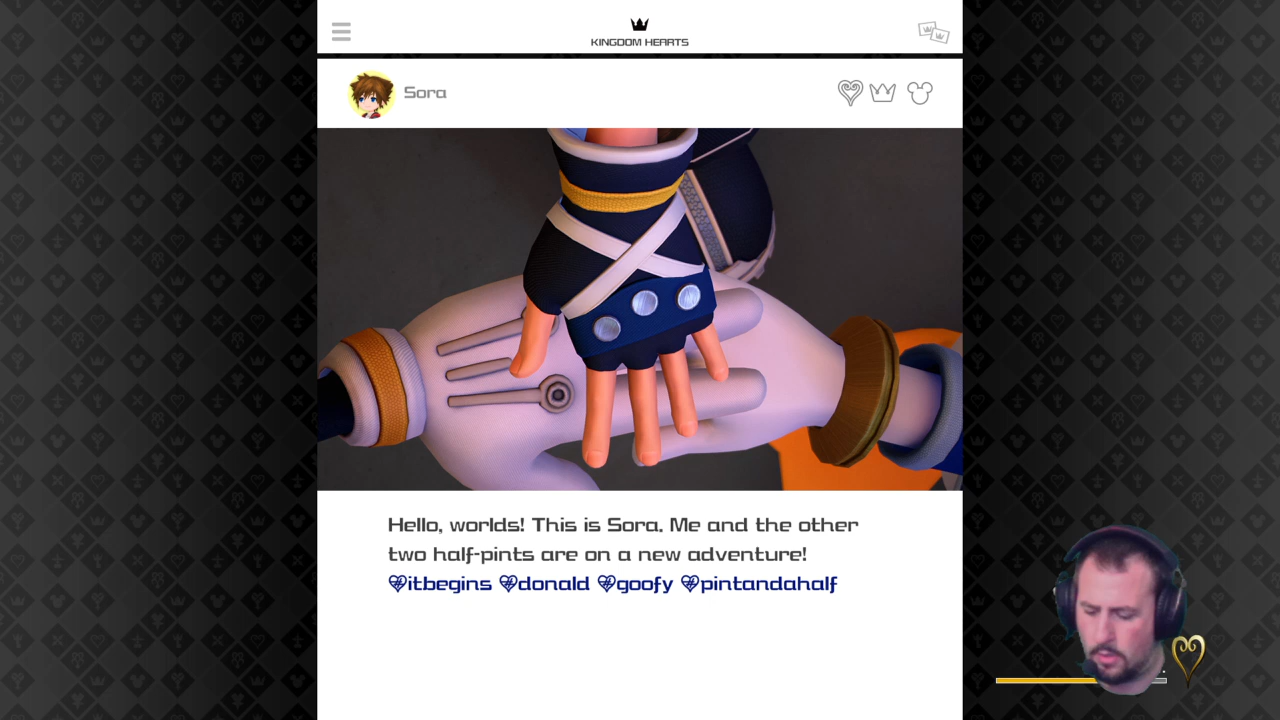 KINGDOM HEARTS
Sora
Hello, worlds! This is Sora. Me and the other
two half-pints are on a new adventure!
itbegins donald goofy pintandahalf